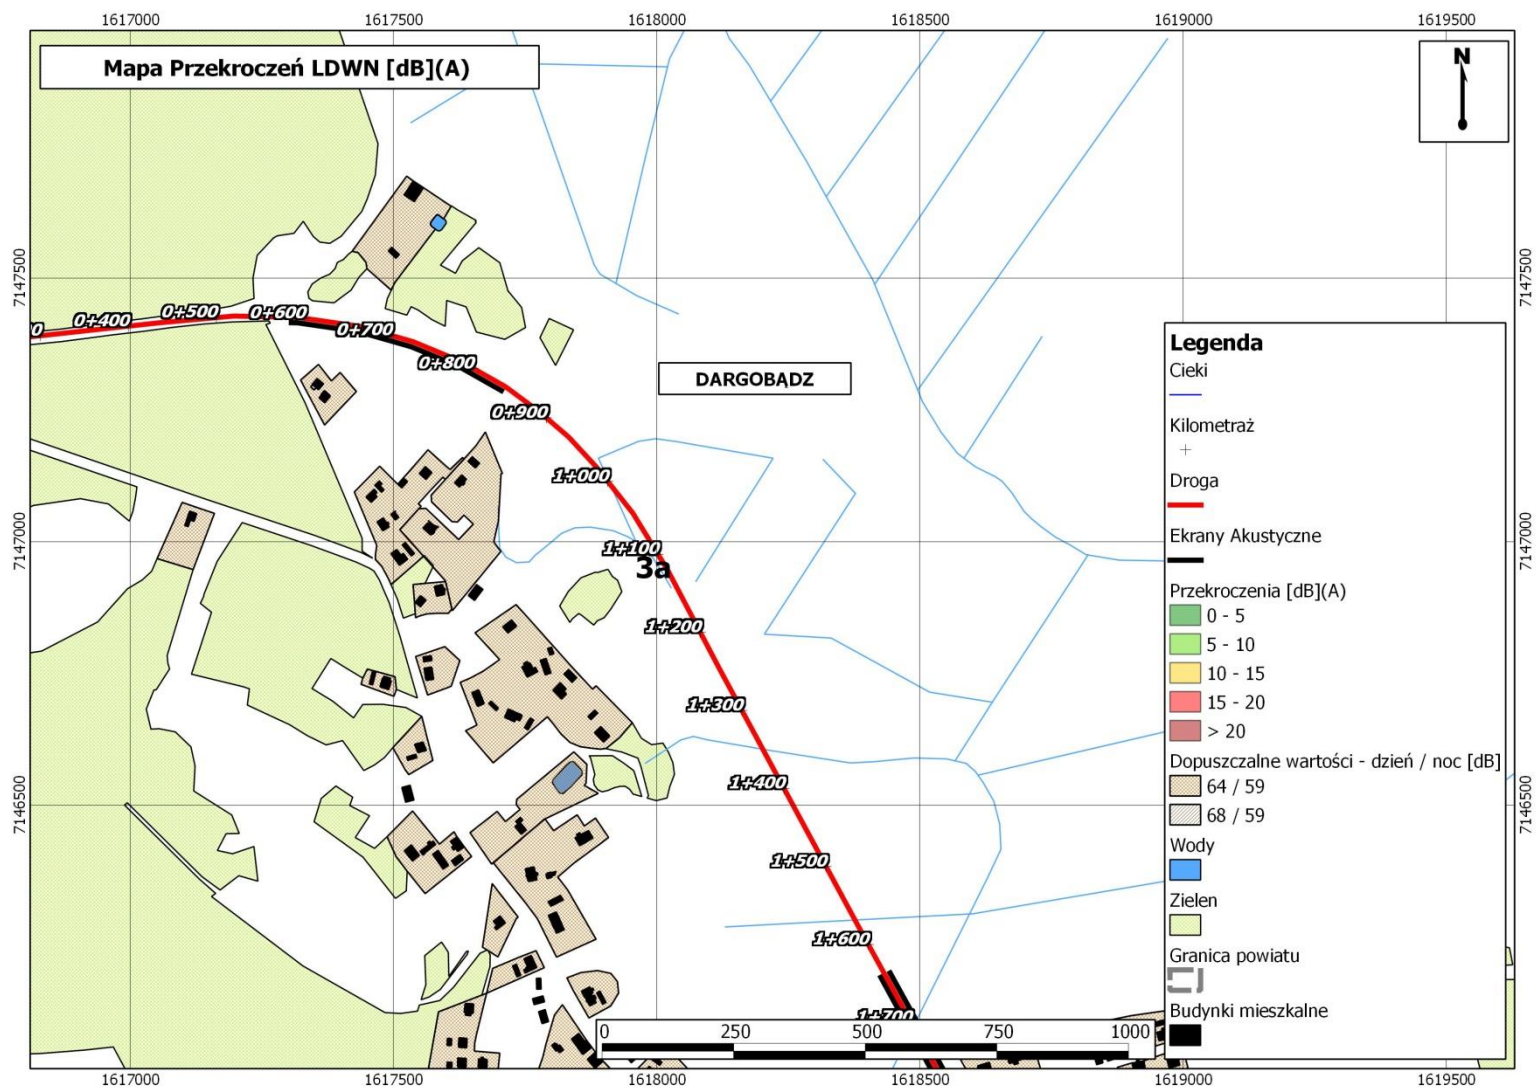 1617000 1617500 1618000 1618500 1619000 1619500
Mapa Przekroczeń LDWN [dB](A)
N
7147500
7147500
0+400
0+500
0+600
0+700
0+800
0+900
DARGOBĄDZ
1+000
7147000
7147000
1+100
3a
1+200
1+300
1+400
7146500
7146500
1+500
1+600
1+700
Legenda
Cieki
Kilometraż
Droga
Ekrany Akustyczne
Przekroczenia [dB](A)
0 - 5
5 - 10
10 - 15
15 - 20
> 20
Dopuszczalne wartości - dzień / noc [dB]
64 / 59
68 / 59
Wody
Zielen
Granica powiatu
Budynki mieszkalne
0 250 500 750 1000
1617000 1617500 1618000 1618500 1619000 1619500